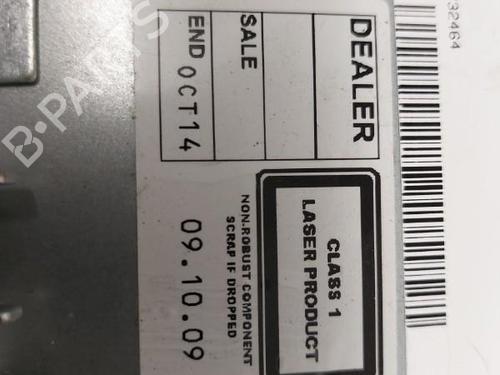 DEALER
SALE
END OCT14
CLASS 1
LASER PRODUCT
NON-ROBUST COMPONENT
SCRAP IF DROPPED
09.10.09
32464
B-PARTS